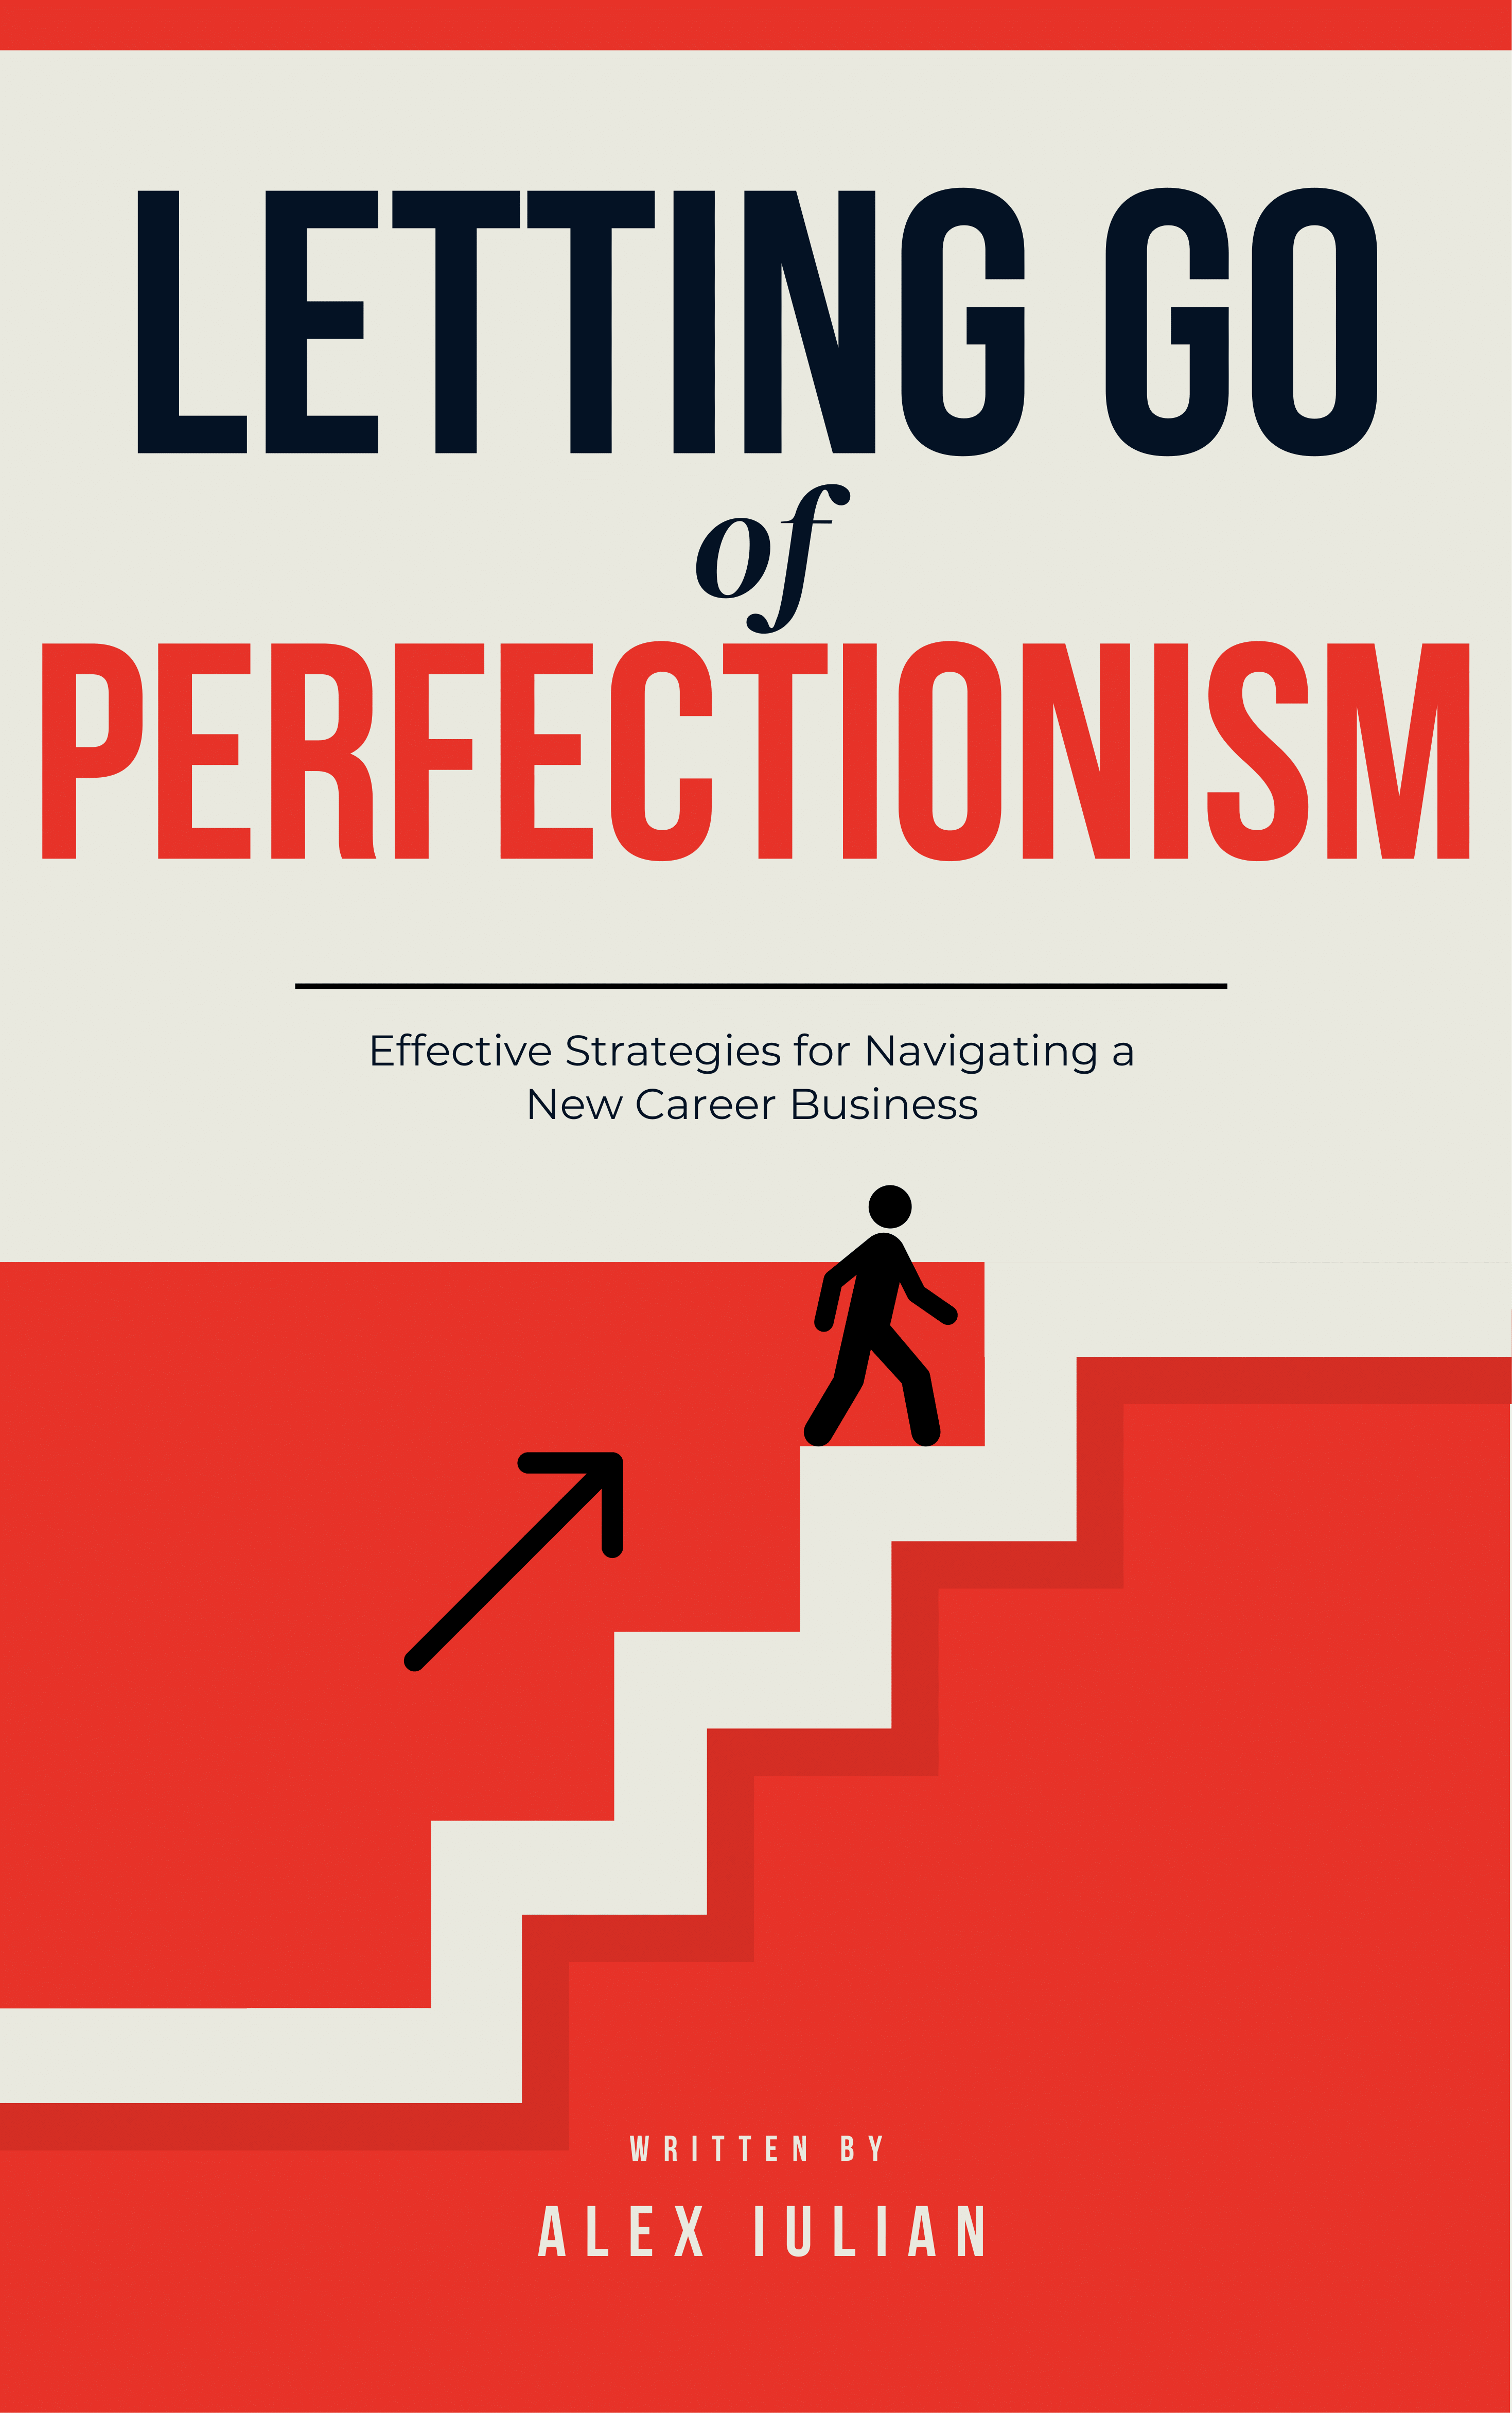 LETTING GO
of
PERFECTIONISM
Effective Strategies for Navigating a
New Career Business
WRITTEN BY
ALEX IULIAN